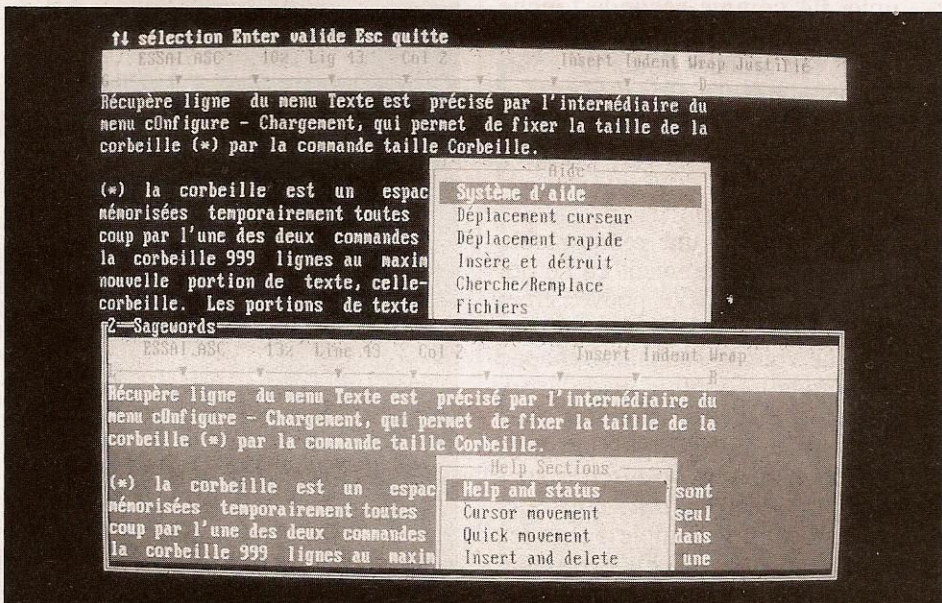 ↑↓ sélection Enter valide Esc quitte
ESSAI.ASC 10% Lig 43 Col 2 Insert Indent Wrap Justifié
D
Récupère ligne du menu Texte est précisé par l'intermédiaire du
menu cOnfigure - Chargement, qui permet de fixer la taille de la
corbeille (*) par la commande taille Corbeille.
Aide
(*) la corbeille est un espac Système d'aide
mémorisées temporairement toutes Déplacement curseur
coup par l'une des deux commandes Déplacement rapide
la corbeille 999 lignes au maxim Insère et détruit
nouvelle portion de texte, celle- Cherche/Remplace
corbeille. Les portions de texte Fichiers
2 Sagewords
ESSAI.ASC 13% Line 43 Col 2 Insert Indent Wrap
R
Récupère ligne du menu Texte est précisé par l'intermédiaire du
menu cOnfigure - Chargement, qui permet de fixer la taille de la
corbeille (*) par la commande taille Corbeille.
Help Sections
(*) la corbeille est un espac Help and status sont
mémorisées temporairement toutes Cursor movement seul
coup par l'une des deux commandes Quick movement dans
la corbeille 999 lignes au maxim Insert and delete une